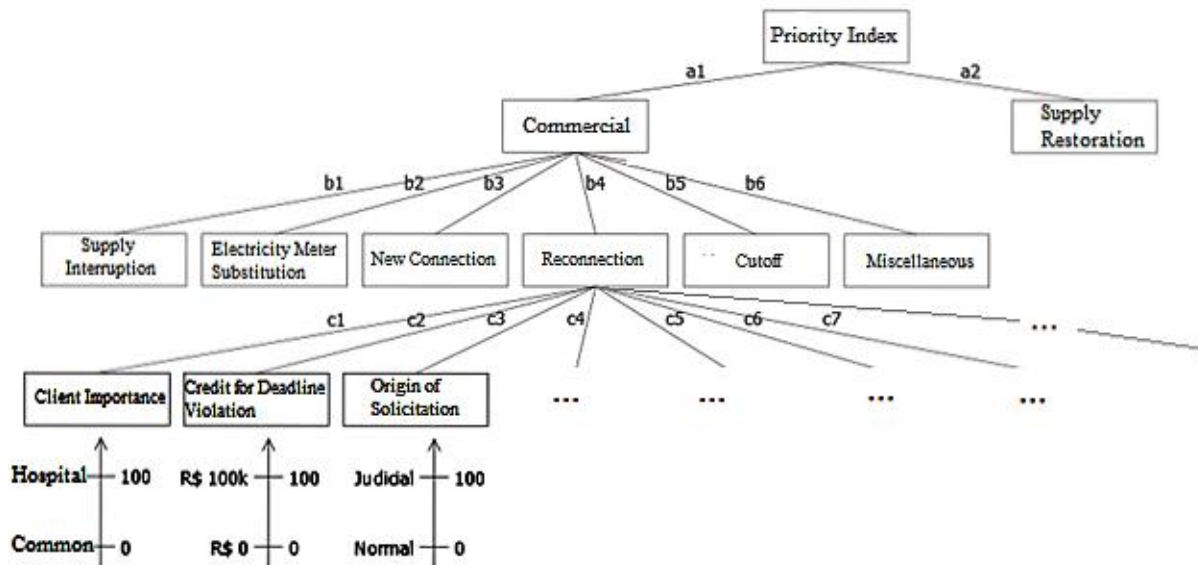 Priority Index
a1
a2
Commercial
Supply
Restoration
b1
b2
b3
b4
b5
b6
Supply
Interruption
Electricity Meter
Substitution
New Connection
Reconnection
Cutoff
Miscellaneous
c1
c2
c3
c4
c5
c6
c7
...
Client Importance
Credit for Deadline
Violation
Origin of
Solicitation
...
...
...
...
Hospital 100
R$ 100k 100
Judicial 100
Common 0
R$ 0 0
Normal 0